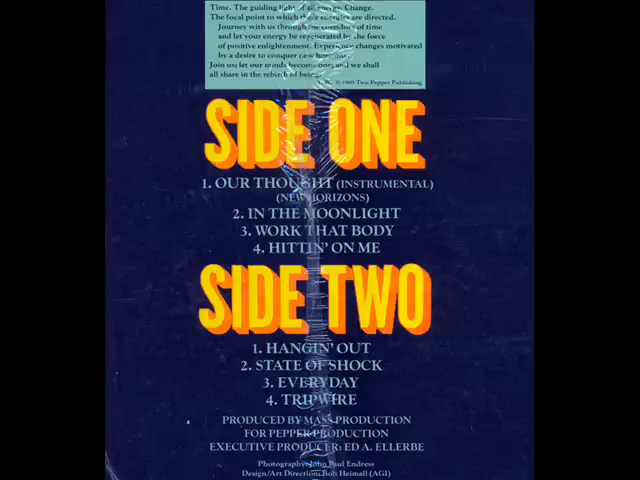 Time. The guiding light of all energy. Change.
The focal point to which these energies are directed.
Journey with us through the corridors of time
and let your energy be regenerated by the force
of positive enlightenment. Experience changes motivated
by a desire to conquer new horizons.
Join us; let our minds become one; and we shall
all share in the rebirth of being.
©1980 Two Pepper Publishing
SIDE ONE
1. OUR THOUGHT (INSTRUMENTAL)
(NEW HORIZONS)
2. IN THE MOONLIGHT
3. WORK THAT BODY
4. HITTIN' ON ME
SIDE TWO
1. HANGIN' OUT
2. STATE OF SHOCK
3. EVERYDAY
4. TRIPWIRE
PRODUCED BY MASS PRODUCTION
FOR PEPPER PRODUCTION
EXECUTIVE PRODUCER: ED A. ELLERBE
Photography: John Paul Endress
Design/Art Direction: Bob Heimall (AGI)